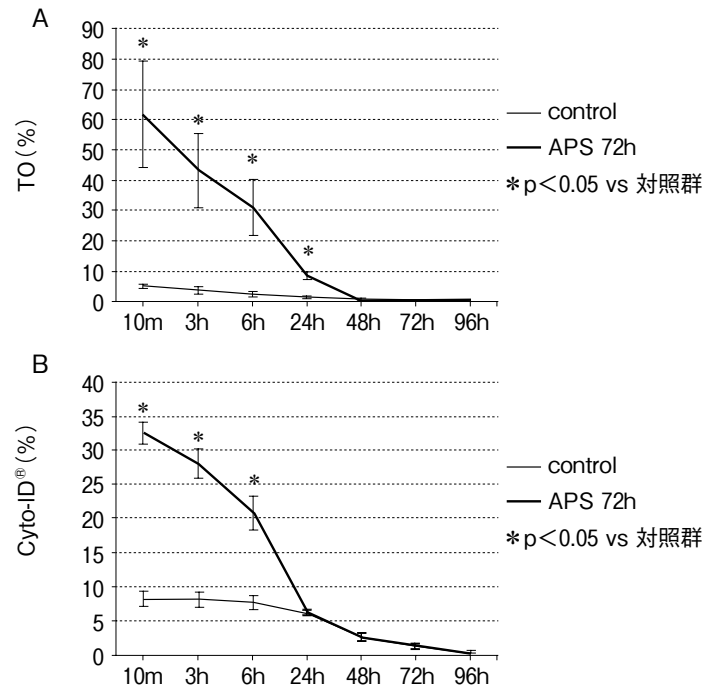 A
TO(%)
90
80
70
60
50
40
30
20
10
0
10m 3h 6h 24h 48h 72h 96h
* * * *
control
APS 72h
*p<0.05 vs 対照群
B
Cyto-ID®(%)
40
35
30
25
20
15
10
5
0
10m 3h 6h 24h 48h 72h 96h
* * *
control
APS 72h
*p<0.05 vs 対照群